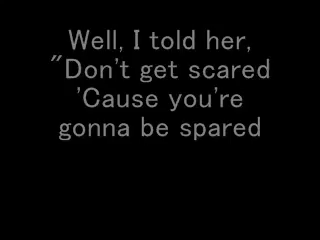 Well, I told her,
"Don't get scared
'Cause you're
gonna be spared